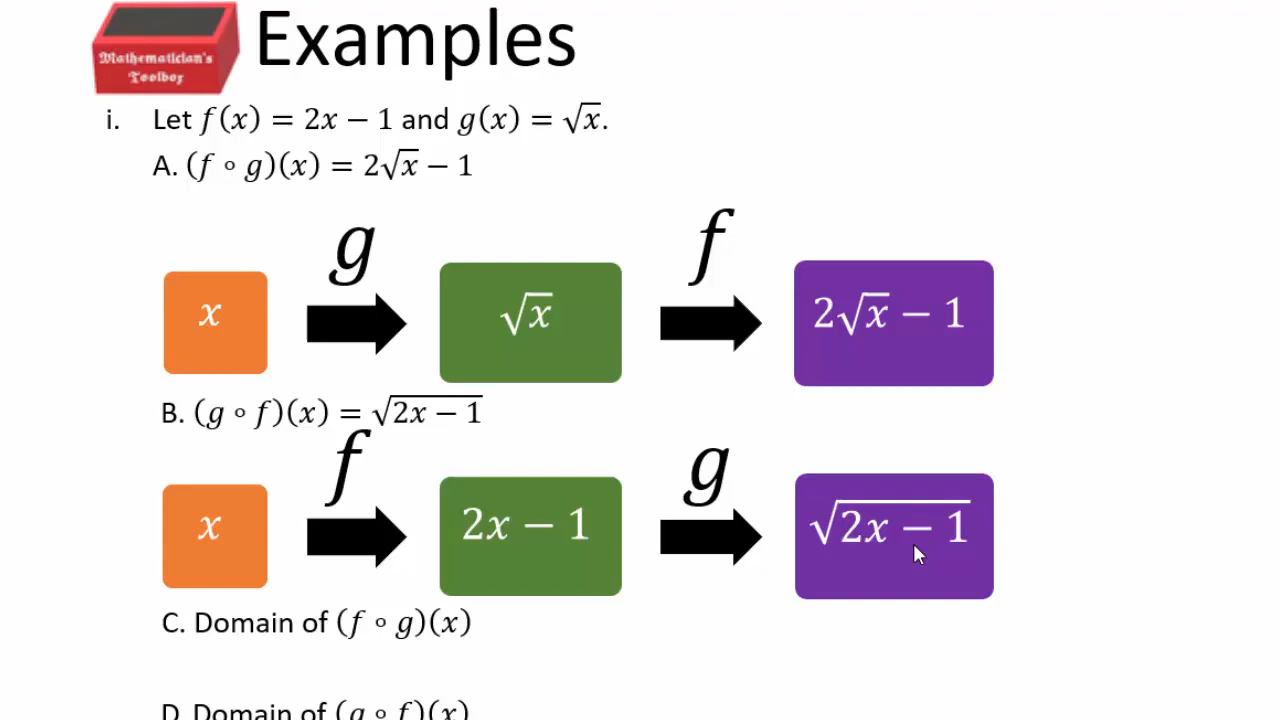 Mathematician's
Toolbox
Examples
i. Let f(x) = 2x − 1 and g(x) = √x.
A. (f ∘ g)(x) = 2√x − 1
g
f
x
√x
2√x − 1
B. (g ∘ f)(x) = √(2x − 1)
f
g
x
2x − 1
√(2x − 1)
C. Domain of (f ∘ g)(x)
D. Domain of (g ∘ f)(x)